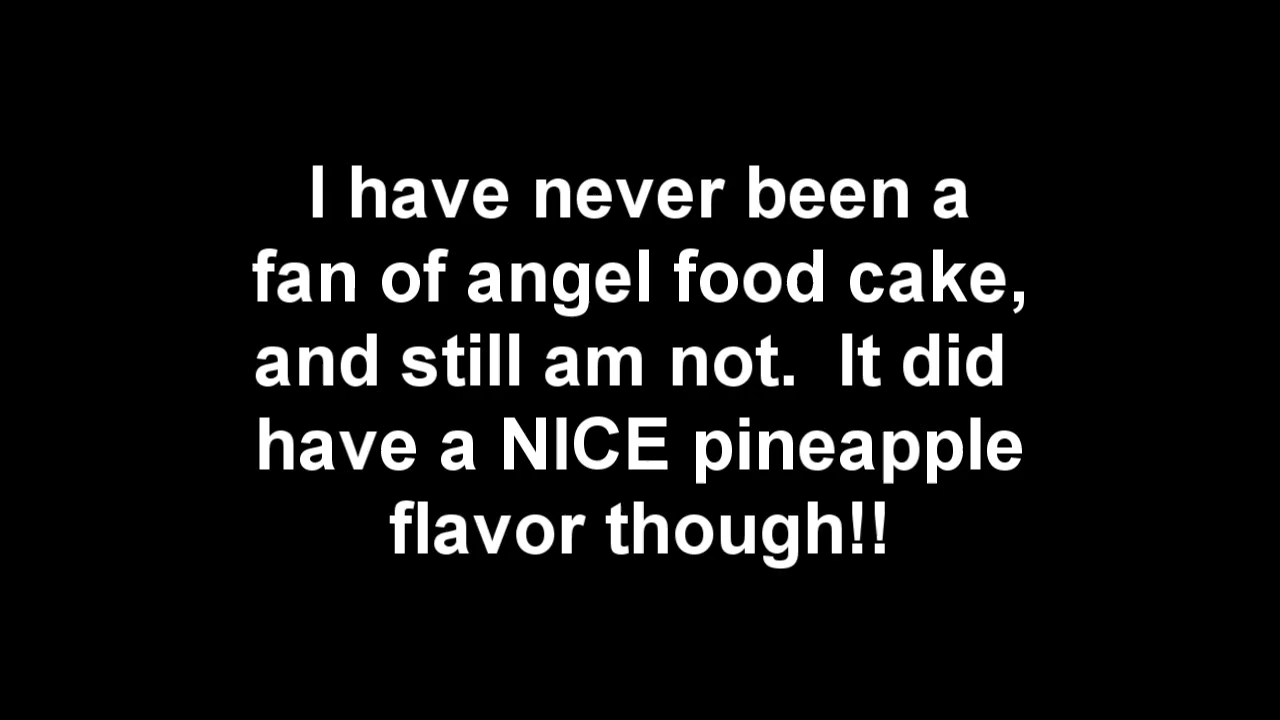 I have never been a
fan of angel food cake,
and still am not.  It did
have a NICE pineapple
flavor though!!